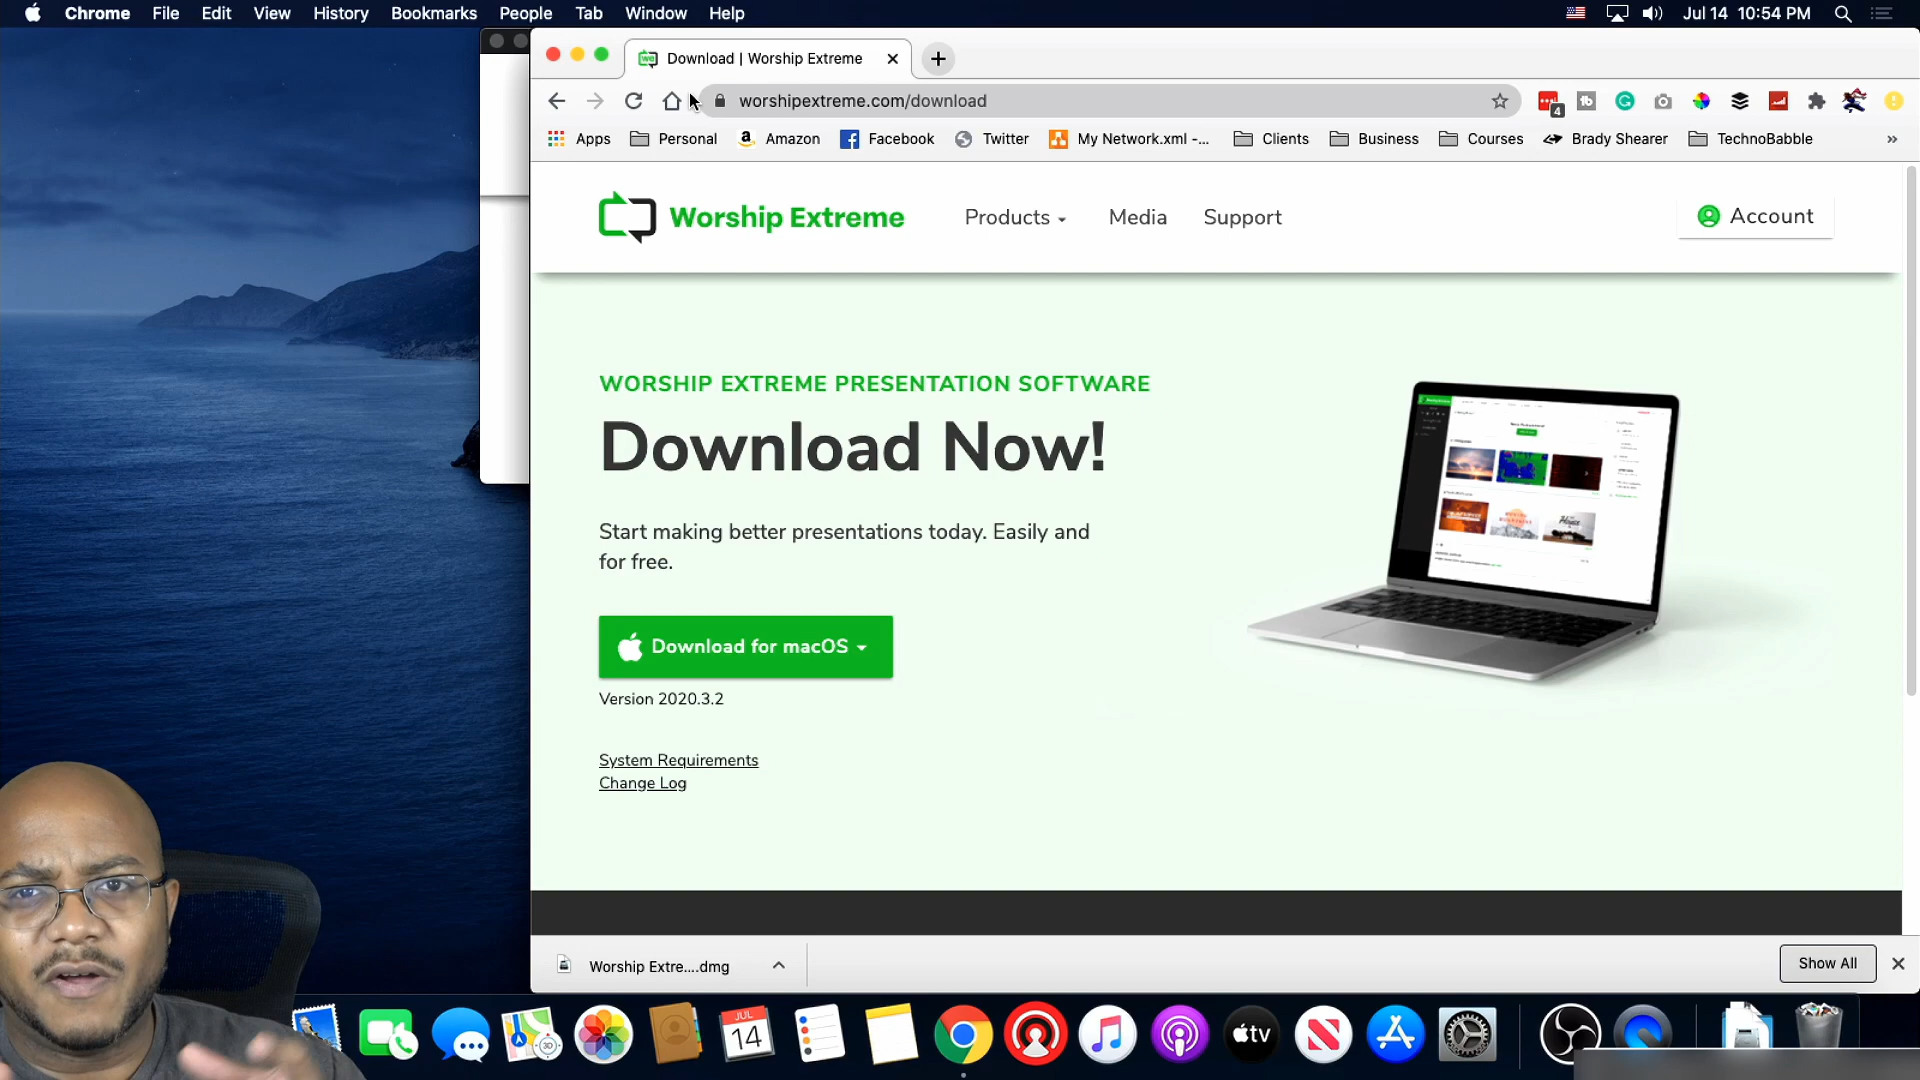 Chrome File Edit View History Bookmarks People Tab Window Help
Jul 14 10:54 PM
Download | Worship Extreme
worshipextreme.com/download
4
Apps Personal Amazon Facebook Twitter My Network.xml -... Clients Business Courses Brady Shearer TechnoBabble »
Worship Extreme Products Media Support Account
WORSHIP EXTREME PRESENTATION SOFTWARE
Download Now!
Start making better presentations today. Easily and
for free.
Download for macOS
Version 2020.3.2
System Requirements
Change Log
Worship Extre....dmg
Show All
JUL
14
3D
tv